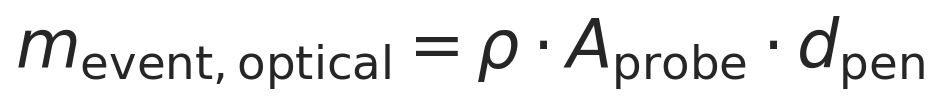 m_event, optical = ρ · A_probe · d_pen